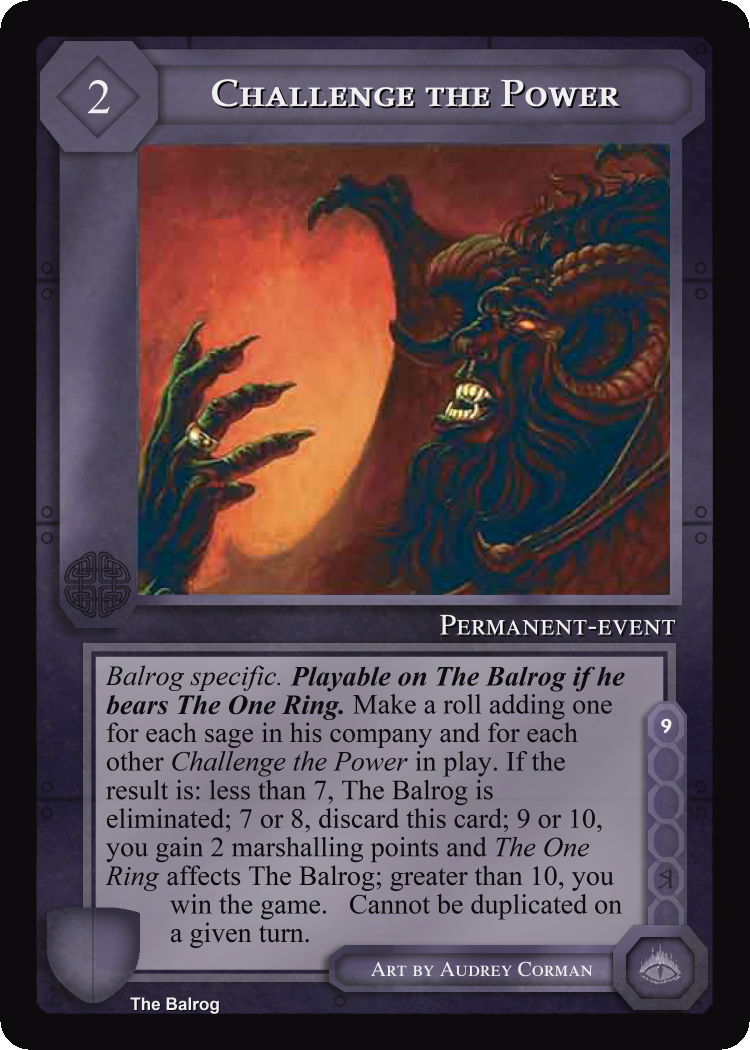 2
Challenge the Power
Permanent-event
Balrog specific. Playable on The Balrog if he
bears The One Ring. Make a roll adding one
for each sage in his company and for each
other Challenge the Power in play. If the
result is: less than 7, The Balrog is
eliminated; 7 or 8, discard this card; 9 or 10,
you gain 2 marshalling points and The One
Ring affects The Balrog; greater than 10, you
win the game. Cannot be duplicated on
a given turn.
9
R
Art by Audrey Corman
The Balrog